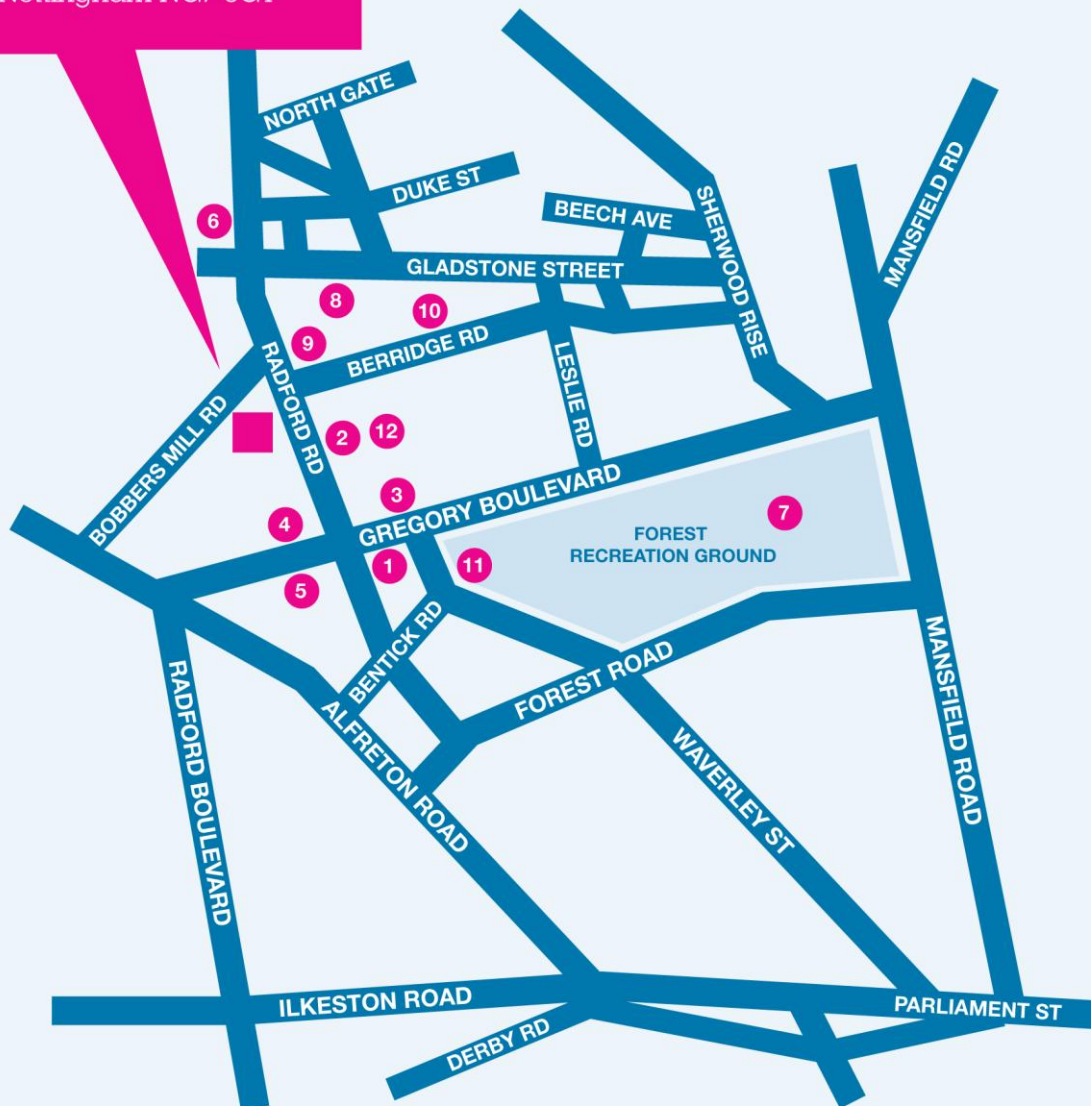 NORTH GATE
DUKE ST
BEECH AVE
SHERWOOD RISE
MANSFIELD RD
6
GLADSTONE STREET
8
10
9
BERRIDGE RD
LESLIE RD
RADFORD RD
BOBBERS MILL RD
2
12
3
4
GREGORY BOULEVARD
7
FOREST
RECREATION GROUND
1
11
5
BENTICK RD
FOREST ROAD
MANSFIELD ROAD
RADFORD BOULEVARD
ALFRETON ROAD
WAVERLEY ST
ILKESTON ROAD
PARLIAMENT ST
DERBY RD